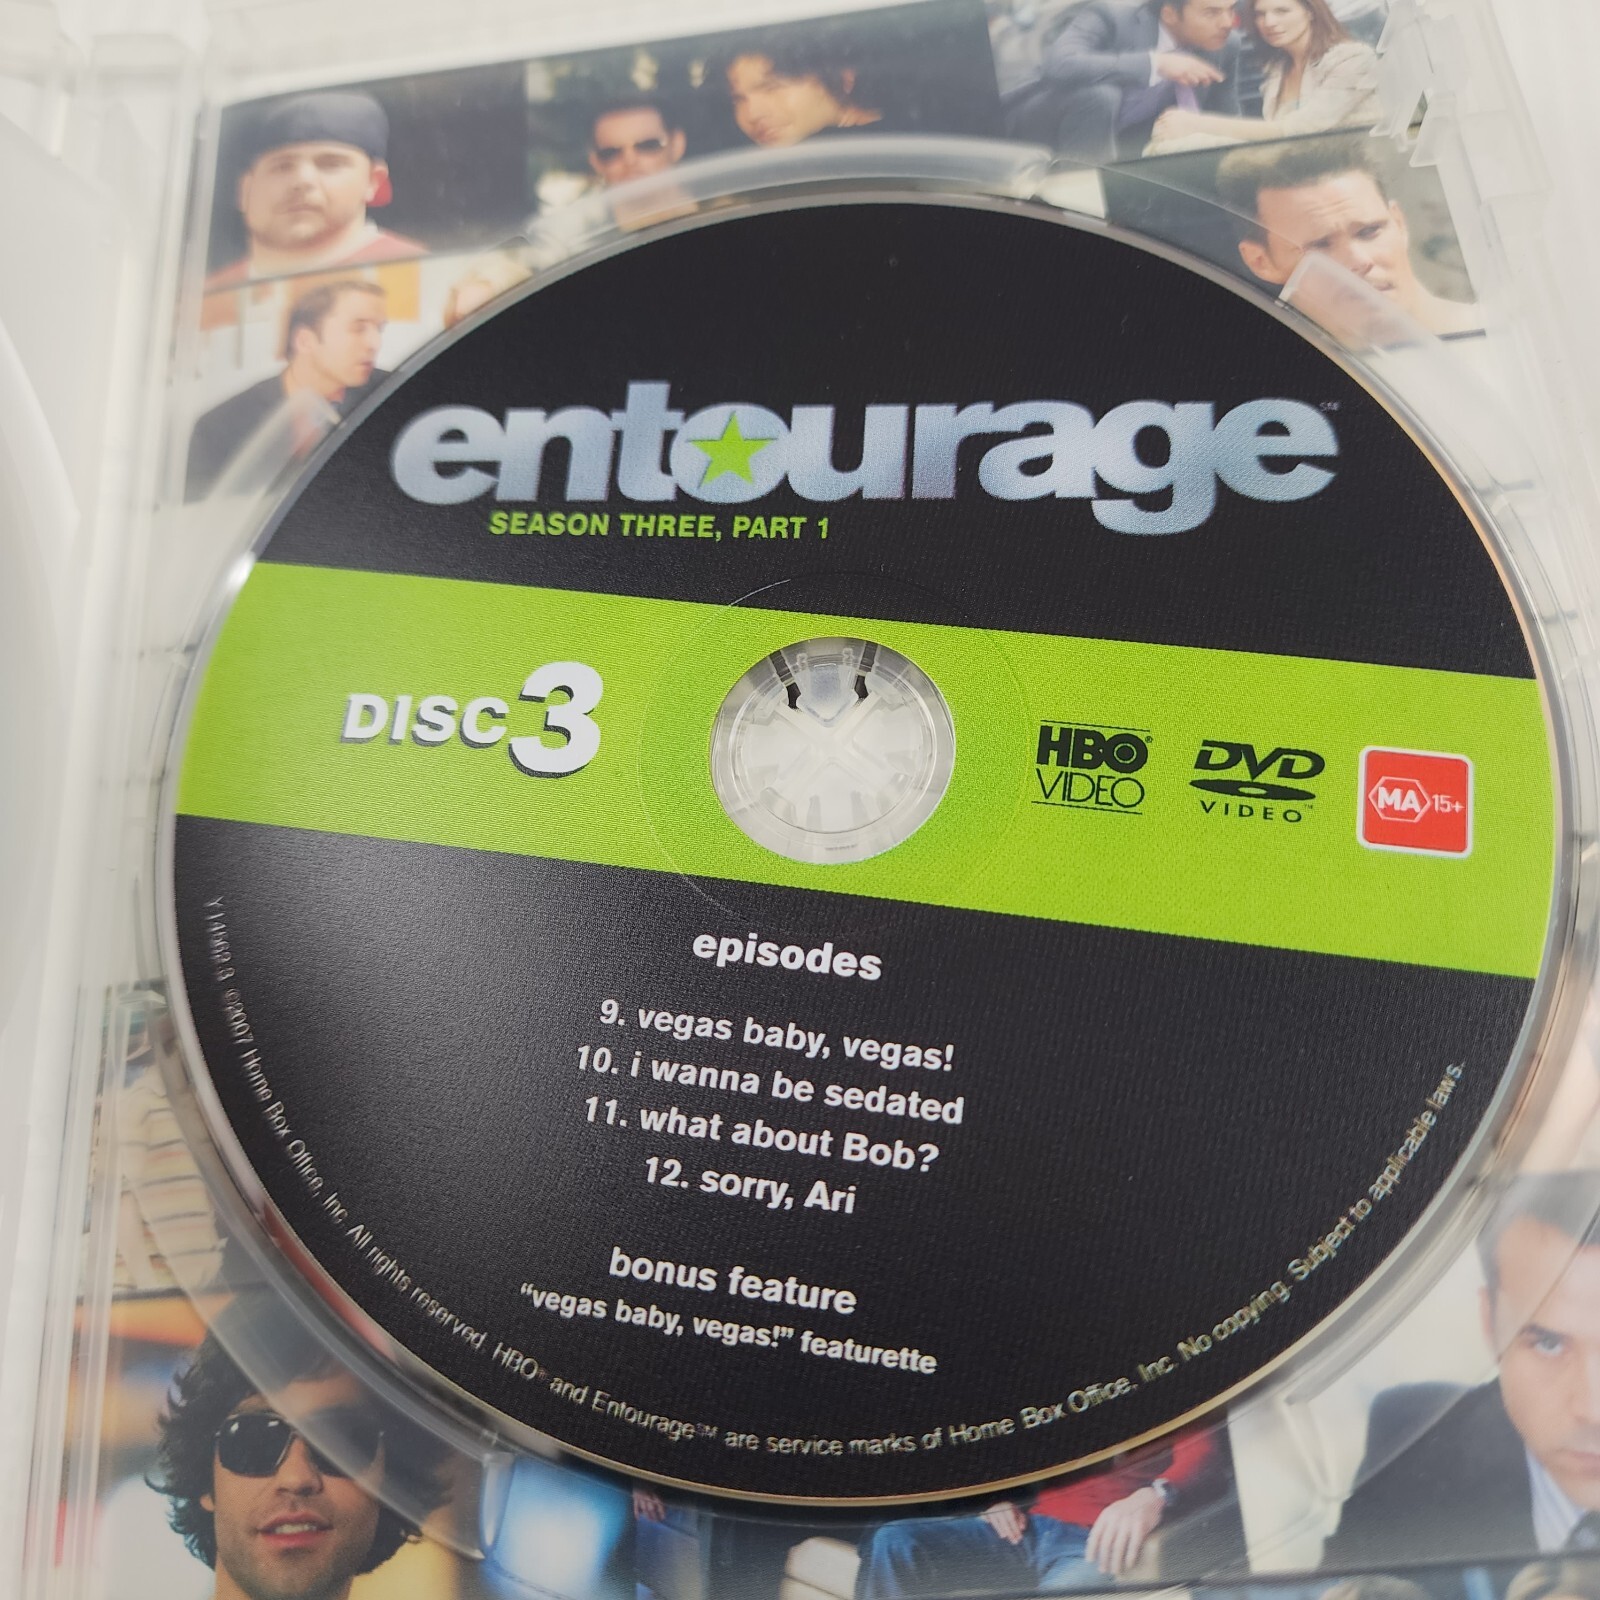 entourage℠
SEASON THREE, PART 1
DISC 3
HBO®
VIDEO
DVD
VIDEO™
MA 15+
episodes
9. vegas baby, vegas!
10. i wanna be sedated
11. what about Bob?
12. sorry, Ari
bonus feature
“vegas baby, vegas!” featurette
©2007 Home Box Office, Inc. All rights reserved. HBO® and Entourage℠ are service marks of Home Box Office, Inc. No copying. Subject to applicable laws.